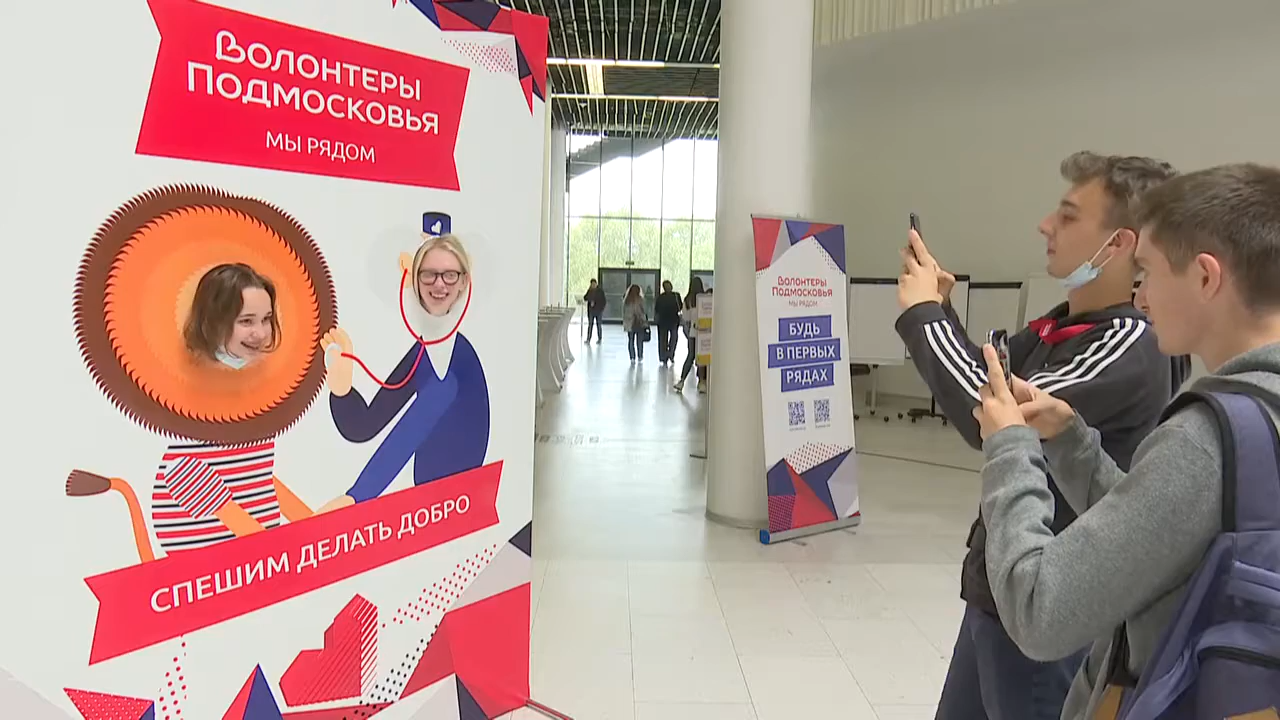 Волонтеры
Подмосковья
мы рядом
СПЕШИМ ДЕЛАТЬ ДОБРО
Волонтеры
Подмосковья
мы рядом
БУДЬ
В ПЕРВЫХ
РЯДАХ